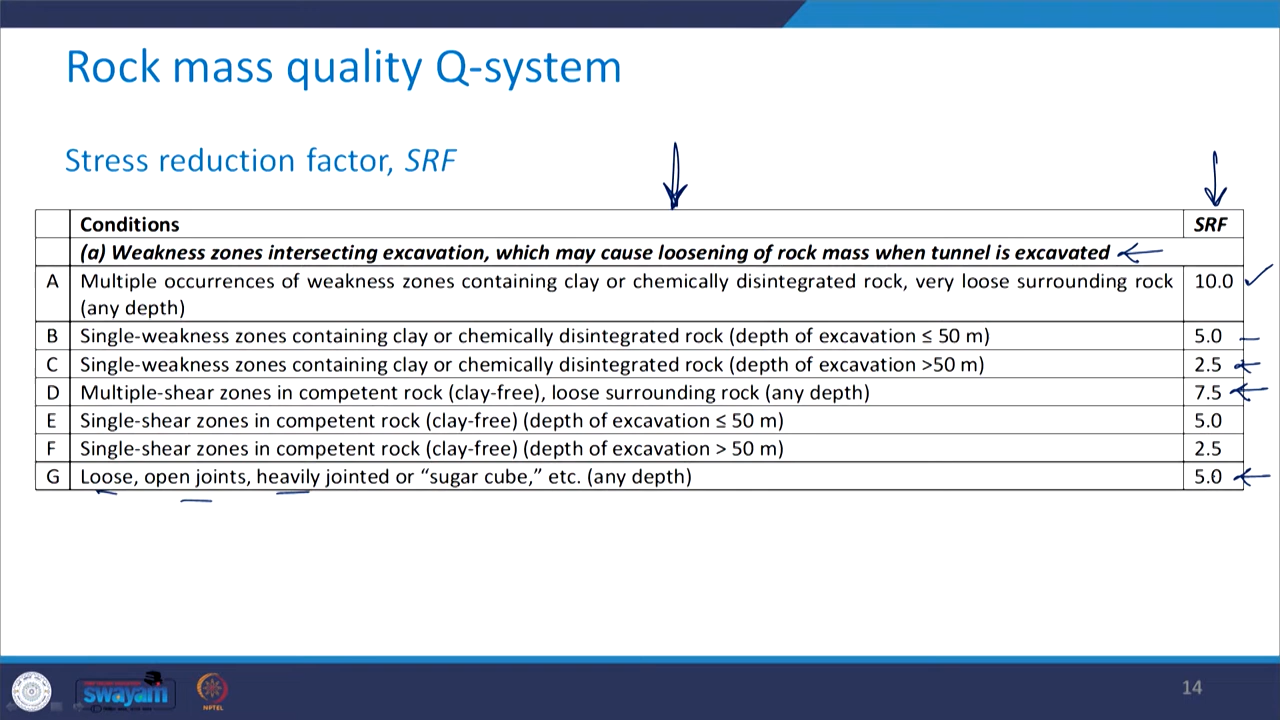 Rock mass quality Q-system
Stress reduction factor, SRF
Conditions SRF
(a) Weakness zones intersecting excavation, which may cause loosening of rock mass when tunnel is excavated
A Multiple occurrences of weakness zones containing clay or chemically disintegrated rock, very loose surrounding rock 10.0
(any depth)
B Single-weakness zones containing clay or chemically disintegrated rock (depth of excavation ≤ 50 m) 5.0
C Single-weakness zones containing clay or chemically disintegrated rock (depth of excavation >50 m) 2.5
D Multiple-shear zones in competent rock (clay-free), loose surrounding rock (any depth) 7.5
E Single-shear zones in competent rock (clay-free) (depth of excavation ≤ 50 m) 5.0
F Single-shear zones in competent rock (clay-free) (depth of excavation > 50 m) 2.5
G Loose, open joints, heavily jointed or “sugar cube,” etc. (any depth) 5.0
swayam
NPTEL
14